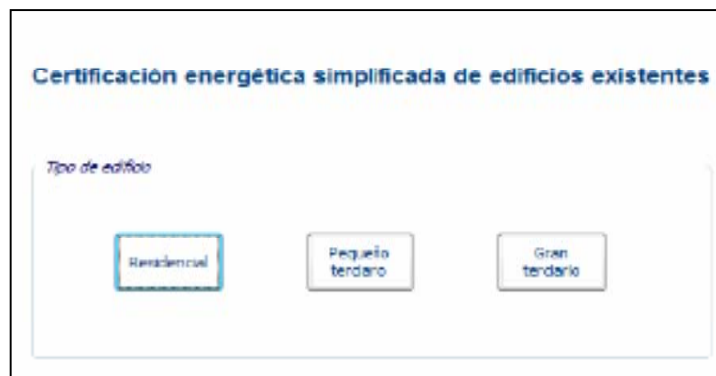 Certificación energética simplificada de edificios existentes
Tipo de edificio
Residencial
Pequeño
terciario
Gran
terciario